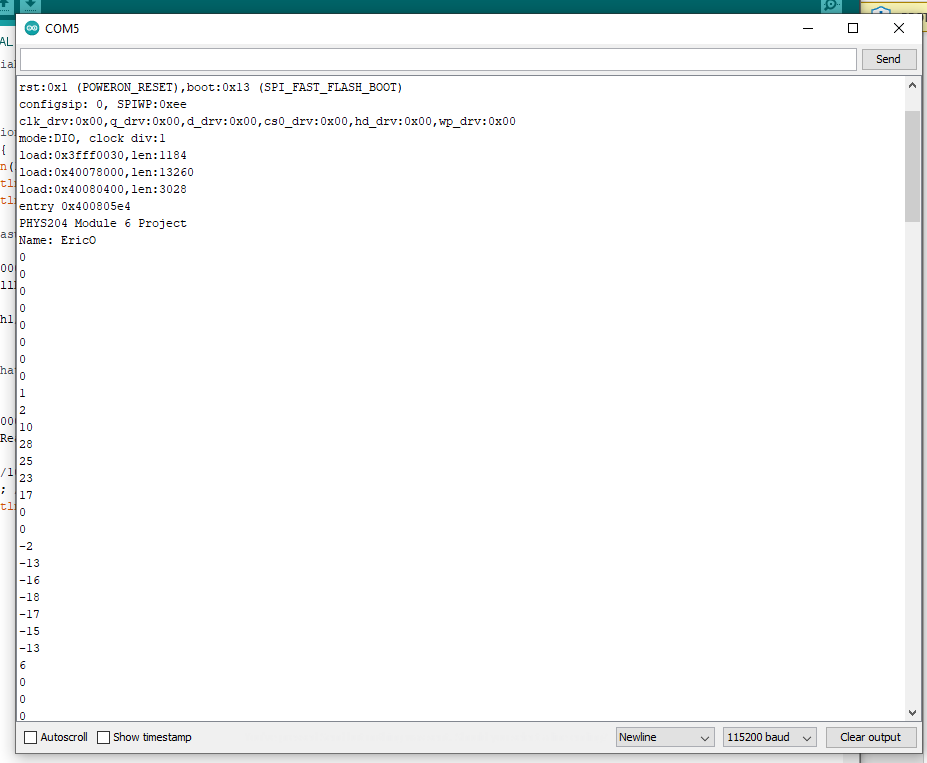 COM5
Send
rst:0x1 (POWERON_RESET),boot:0x13 (SPI_FAST_FLASH_BOOT)
configsip: 0, SPIWP:0xee
clk_drv:0x00,q_drv:0x00,d_drv:0x00,cs0_drv:0x00,hd_drv:0x00,wp_drv:0x00
mode:DIO, clock div:1
load:0x3fff0030,len:1184
load:0x40078000,len:13260
load:0x40080400,len:3028
entry 0x400805e4
PHYS204 Module 6 Project
Name: EricO
0
0
0
0
0
0
0
0
1
2
10
28
25
23
17
0
0
-2
-13
-16
-18
-17
-15
-13
6
0
0
0
Autoscroll Show timestamp Newline 115200 baud Clear output